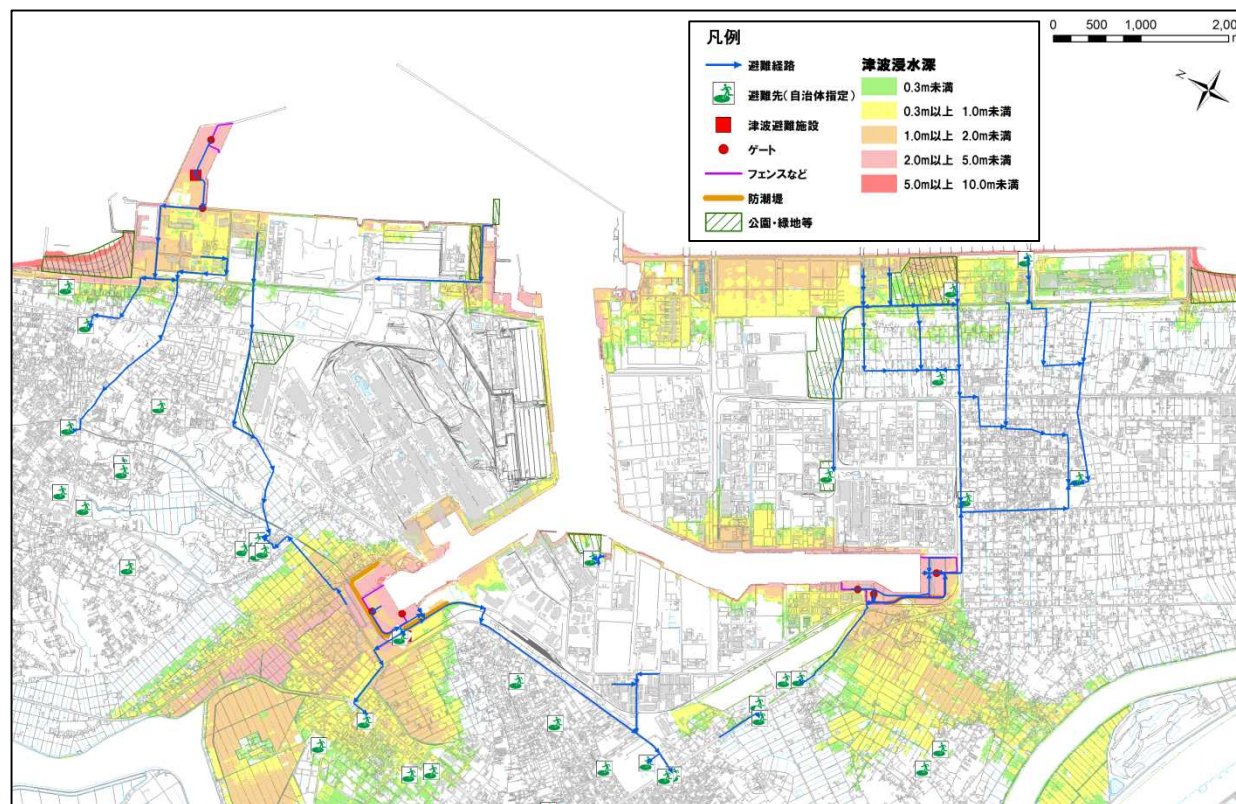 凡例
避難経路
避難先(自治体指定)
津波避難施設
ゲート
フェンスなど
防潮堤
公園・緑地等
津波浸水深
0.3m未満
0.3m以上 1.0m未満
1.0m以上 2.0m未満
2.0m以上 5.0m未満
5.0m以上 10.0m未満
0 500 1,000 2,00
m
N